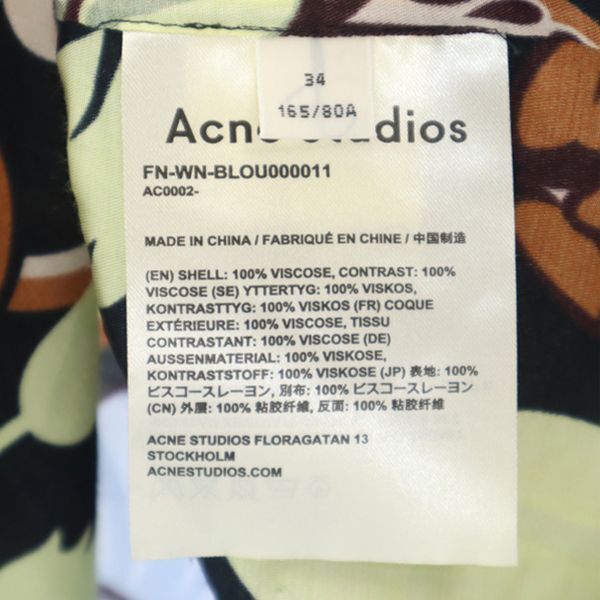 34
165/80A
Acne Studios
FN-WN-BLOU000011
AC0002-
MADE IN CHINA / FABRIQUÉ EN CHINE / 中国制造
(EN) SHELL: 100% VISCOSE, CONTRAST: 100%
VISCOSE (SE) YTTERTYG: 100% VISKOS,
KONTRASTTYG: 100% VISKOS (FR) COQUE
EXTÉRIEURE: 100% VISCOSE, TISSU
CONTRASTANT: 100% VISCOSE (DE)
AUSSENMATERIAL: 100% VISKOSE,
KONTRASTSTOFF: 100% VISKOSE (JP) 表地: 100%
ビスコースレーヨン, 別布: 100% ビスコースレーヨン
(CN) 外層: 100% 粘胶纤维, 反面: 100% 粘胶纤维
ACNE STUDIOS FLORAGATAN 13
STOCKHOLM
ACNESTUDIOS.COM